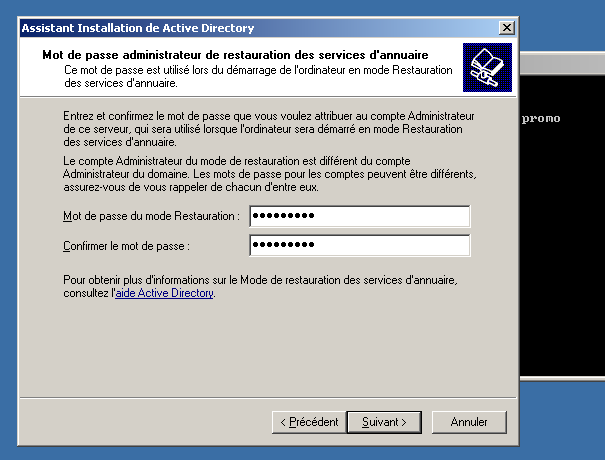 Assistant Installation de Active Directory
Mot de passe administrateur de restauration des services d'annuaire
Ce mot de passe est utilisé lors du démarrage de l'ordinateur en mode Restauration
des services d'annuaire.
promo
Entrez et confirmez le mot de passe que vous voulez attribuer au compte Administrateur
de ce serveur, qui sera utilisé lorsque l'ordinateur sera démarré en mode Restauration
des services d'annuaire.
Le compte Administrateur du mode de restauration est différent du compte
Administrateur du domaine. Les mots de passe pour les comptes peuvent être différents,
assurez-vous de vous rappeler de chacun d'entre eux.
Mot de passe du mode Restauration : •••••••••
Confirmer le mot de passe : •••••••••
Pour obtenir plus d'informations sur le Mode de restauration des services d'annuaire,
consultez l'aide Active Directory.
< Précédent Suivant > Annuler